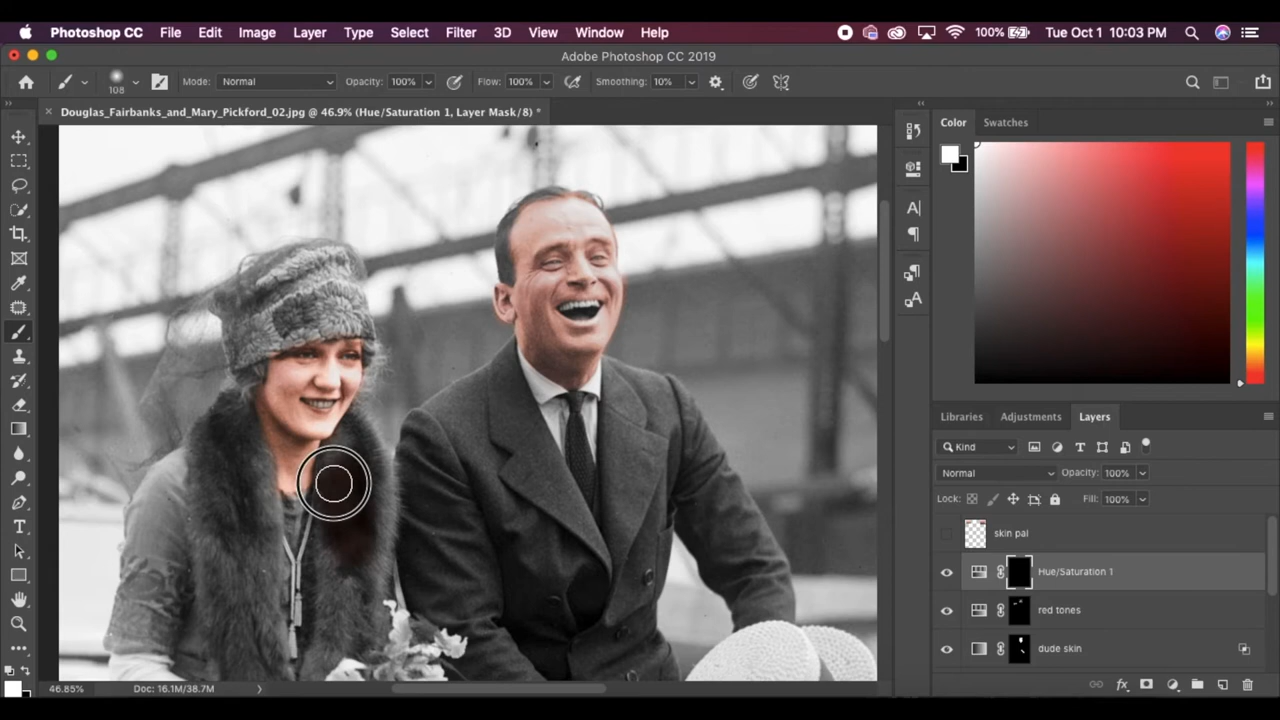 Photoshop CC File Edit Image Layer Type Select Filter 3D View Window Help 100% Tue Oct 1 10:03 PM
Adobe Photoshop CC 2019
108 Mode: Normal Opacity: 100% Flow: 100% Smoothing: 10%
Douglas_Fairbanks_and_Mary_Pickford_02.jpg @ 46.9% (Hue/Saturation 1, Layer Mask/8) *
Color Swatches
Libraries Adjustments Layers
Kind
Normal Opacity: 100%
Lock: Fill: 100%
skin pal
Hue/Saturation 1
red tones
dude skin
46.85% Doc: 16.1M/38.7M